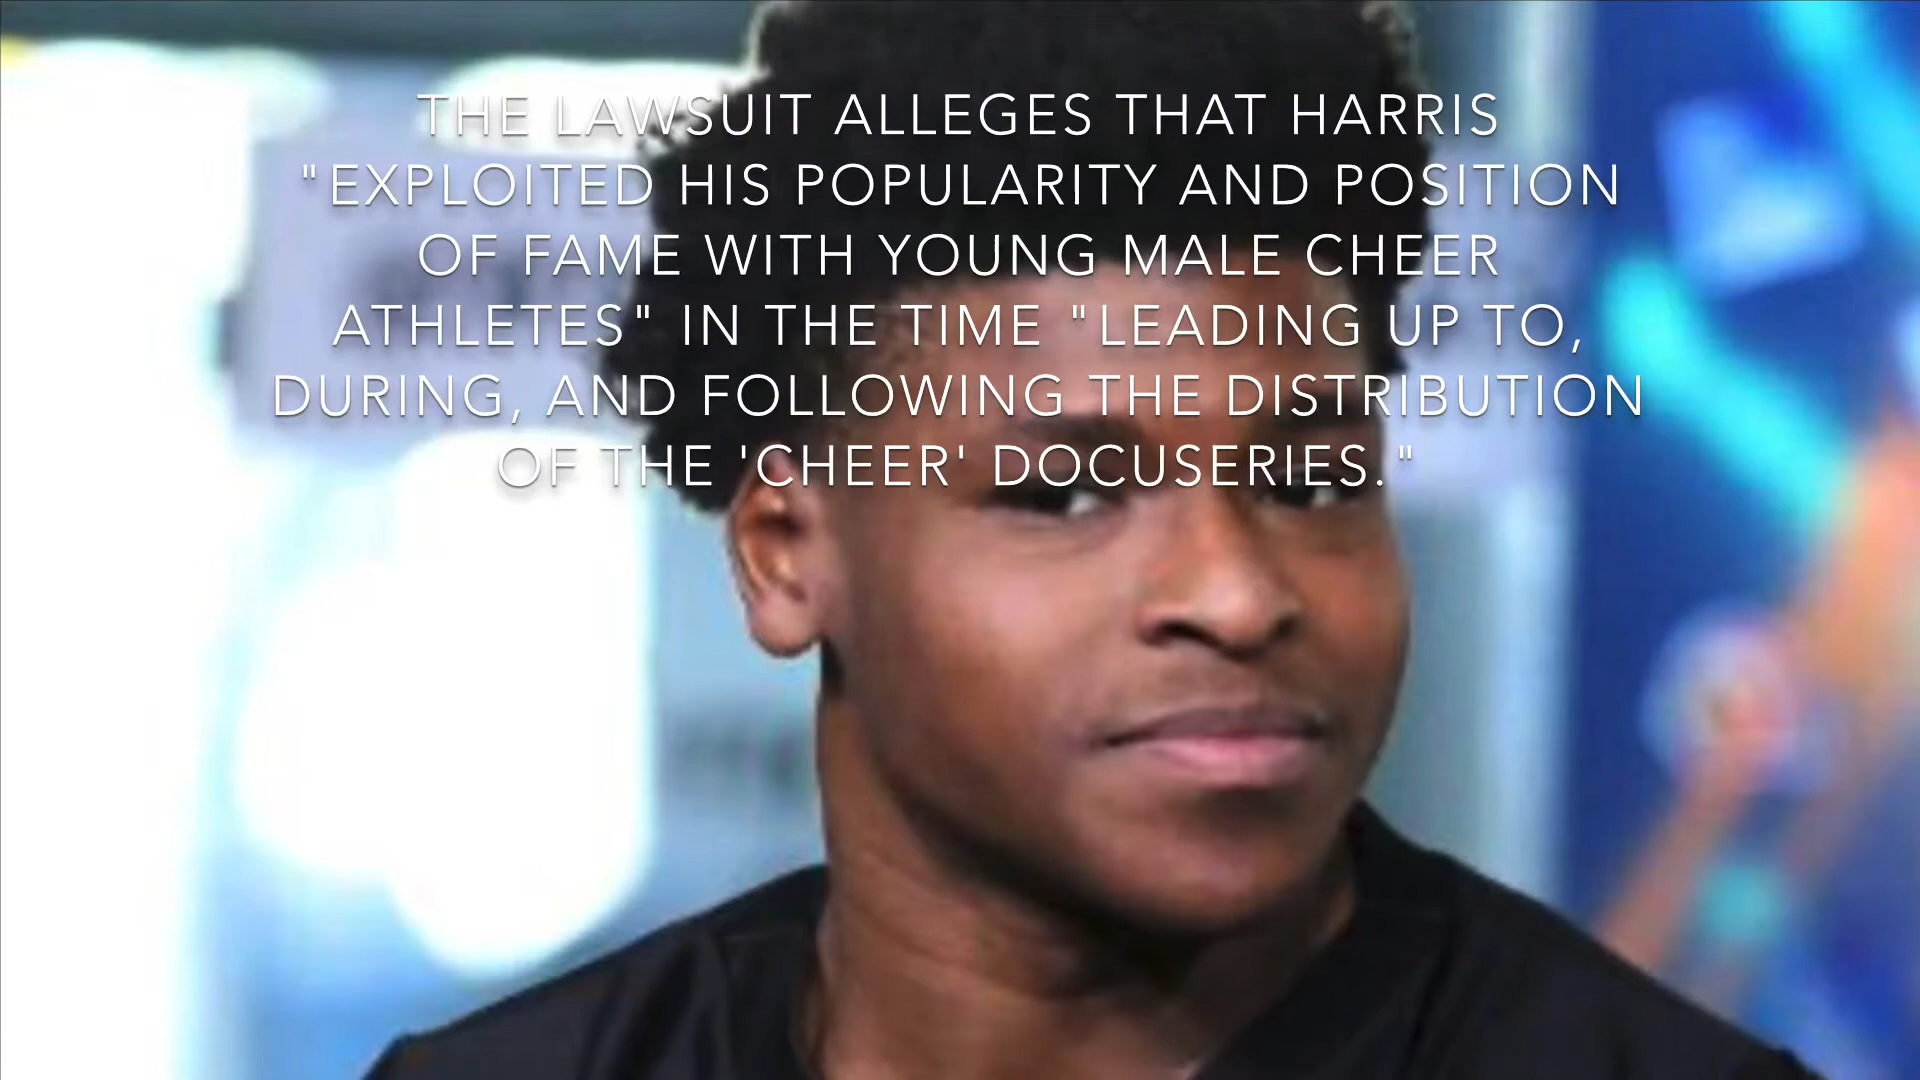 THE LAWSUIT ALLEGES THAT HARRIS
"EXPLOITED HIS POPULARITY AND POSITION
OF FAME WITH YOUNG MALE CHEER
ATHLETES" IN THE TIME "LEADING UP TO,
DURING, AND FOLLOWING THE DISTRIBUTION
OF THE 'CHEER' DOCUSERIES."